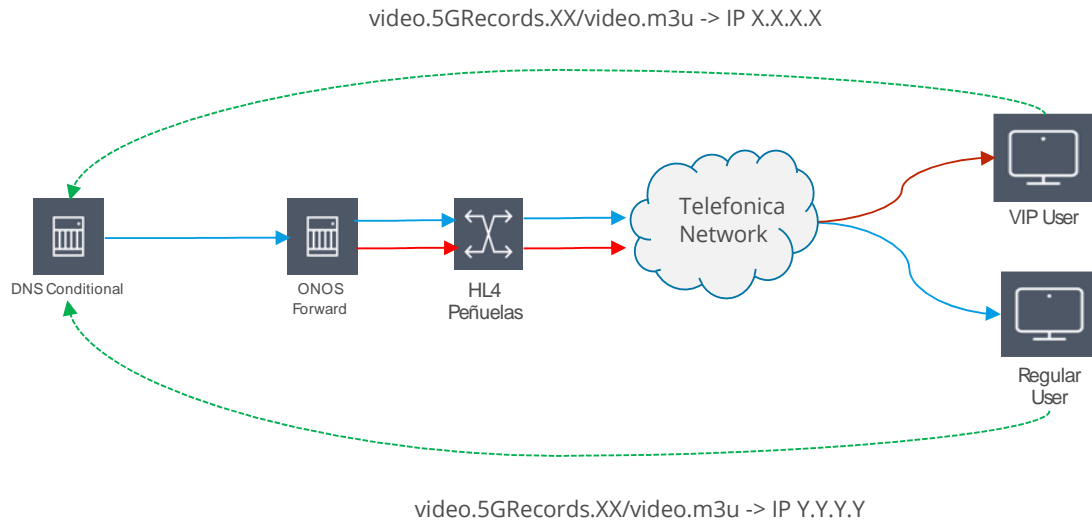 video.5GRecords.XX/video.m3u -> IP X.X.X.X
Telefonica
Network
VIP User
DNS Conditional
ONOS
Forward
HL4
Peñuelas
Regular
User
video.5GRecords.XX/video.m3u -> IP Y.Y.Y.Y